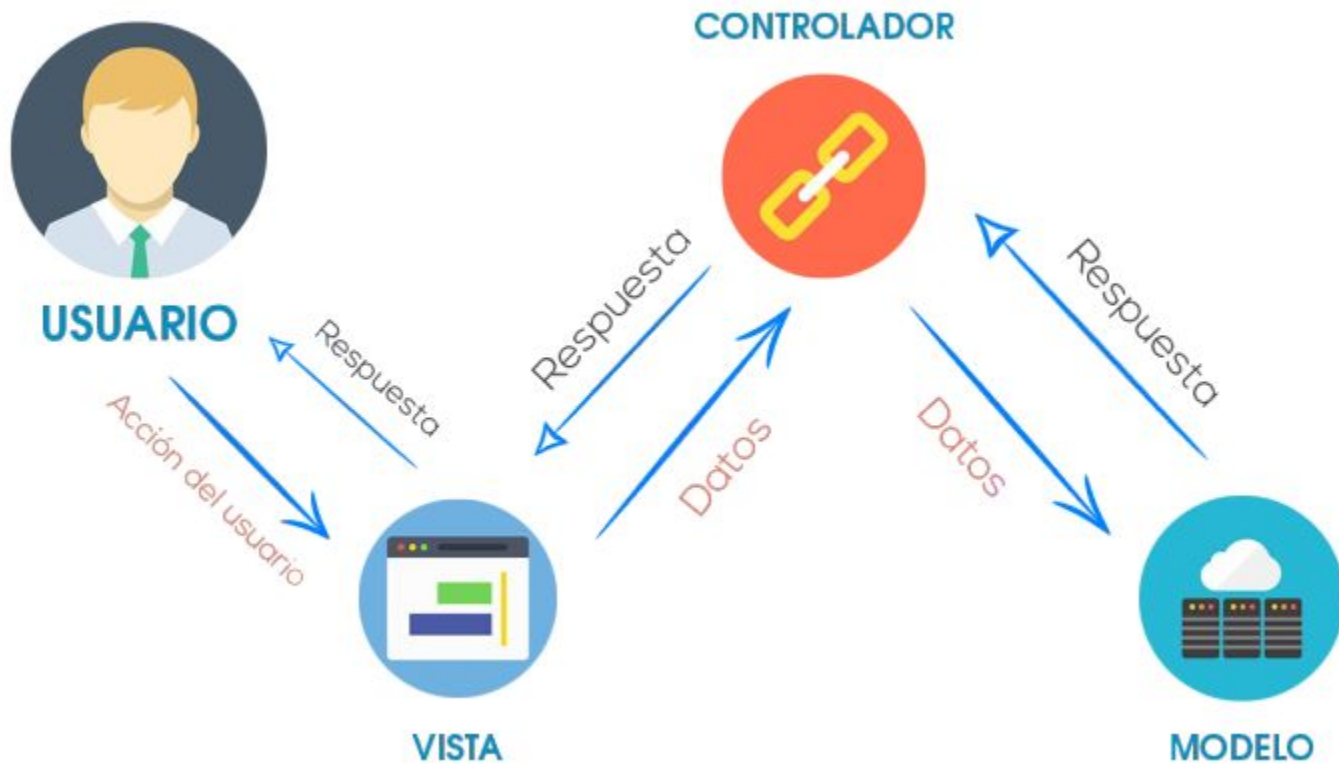 CONTROLADOR
USUARIO
Respuesta
Acción del usuario
Respuesta
Datos
Datos
Respuesta
VISTA
MODELO